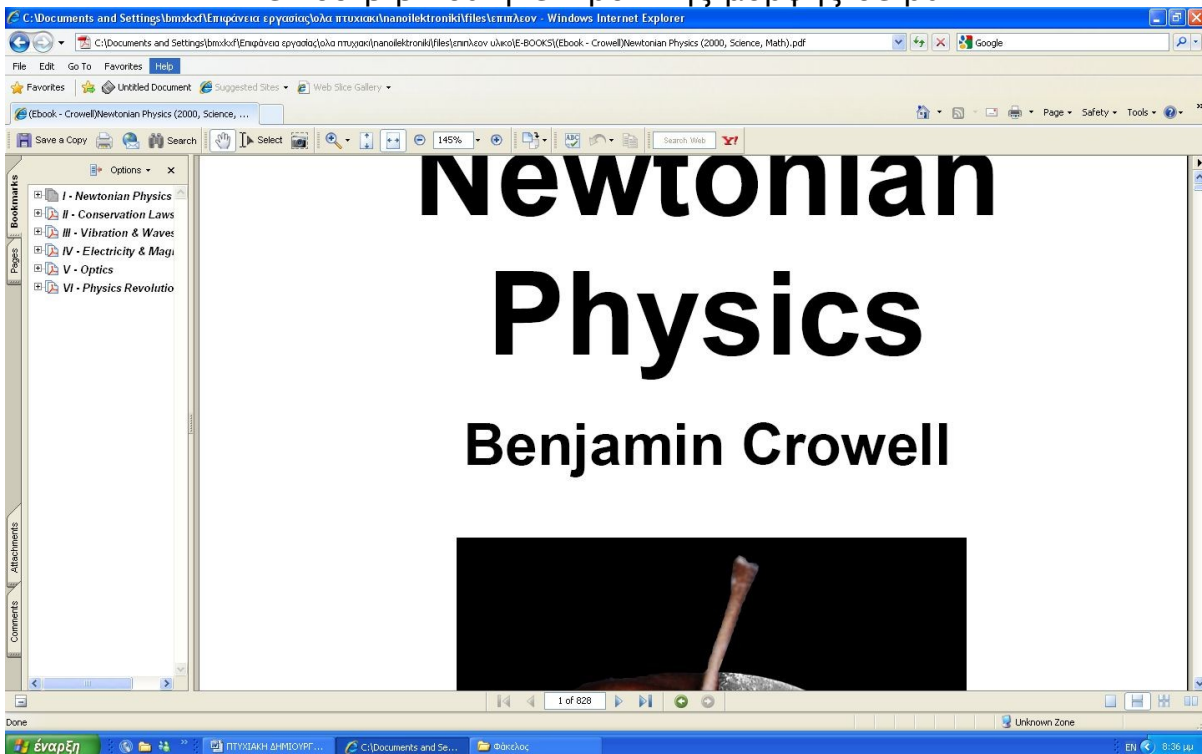 C:\Documents and Settings\bmxkxf\Επιφάνεια εργασίας\ολα πτυχιακι\nanoilektroniki\files\επιπλεον - Windows Internet Explorer
C:\Documents and Settings\bmxkxf\Επιφάνεια εργασίας\ολα πτυχιακι\nanoilektroniki\files\επιπλεον υλικο\E-BOOKS\(Ebook - Crowell)Newtonian Physics (2000, Science, Math).pdf
Google
File Edit Go To Favorites Help
Favorites Untitled Document Suggested Sites Web Slice Gallery
(Ebook - Crowell)Newtonian Physics (2000, Science, ...
Page Safety Tools
Save a Copy Search Select 145% Search Web Y!
Options x
Bookmarks
Pages
Attachments
Comments
I - Newtonian Physics
II - Conservation Laws
III - Vibration & Waves
IV - Electricity & Magi
V - Optics
VI - Physics Revolutio
Newtonian
Physics
Benjamin Crowell
1 of 828
Done
Unknown Zone
έναρξη
ΠΤΥΧΙΑΚΗ ΔΗΜΙΟΥΡΓ...
C:\Documents and Se...
Φάκελος
EN
8:36 μμ